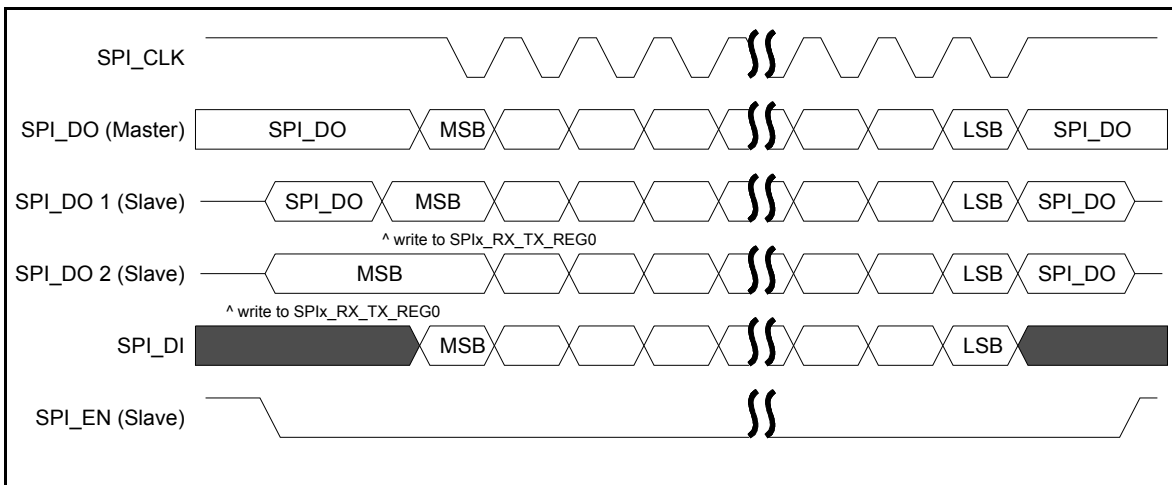 SPI_CLK
SPI_DO (Master) SPI_DO MSB LSB SPI_DO
SPI_DO 1 (Slave) SPI_DO MSB LSB SPI_DO
^ write to SPIx_RX_TX_REG0
SPI_DO 2 (Slave) MSB LSB SPI_DO
^ write to SPIx_RX_TX_REG0
SPI_DI MSB LSB
SPI_EN (Slave)